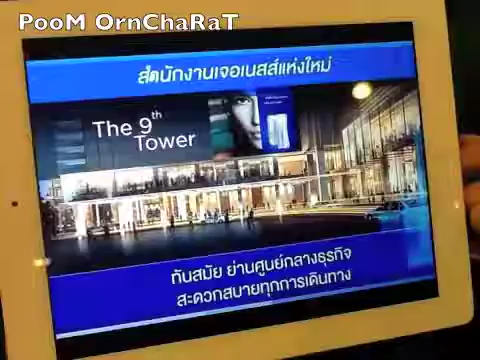 PooM OrnChaRaT
สำนักงานเจอเนสส์แห่งใหม่
The 9th
Tower
ทันสมัย ย่านศูนย์กลางธุรกิจ
สะดวกสบายทุกการเดินทาง